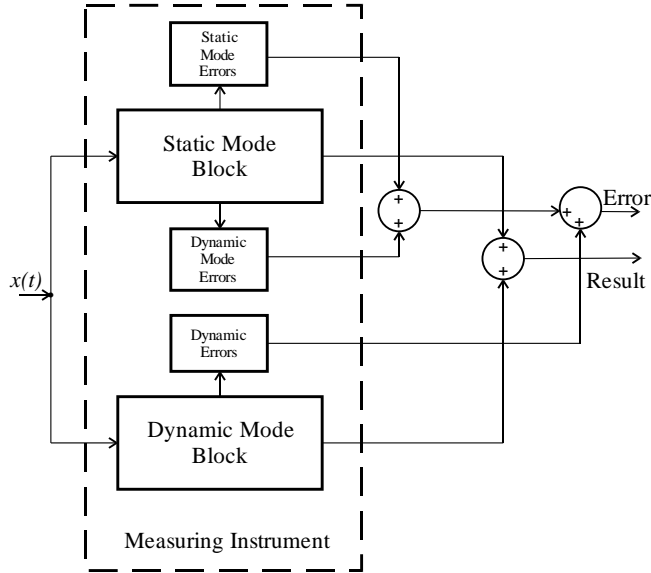 Static
Mode
Errors
Static Mode
Block
+
+
+
+
Error
Dynamic
Mode
Errors
+
+
Result
x(t)
Dynamic
Errors
Dynamic Mode
Block
Measuring Instrument